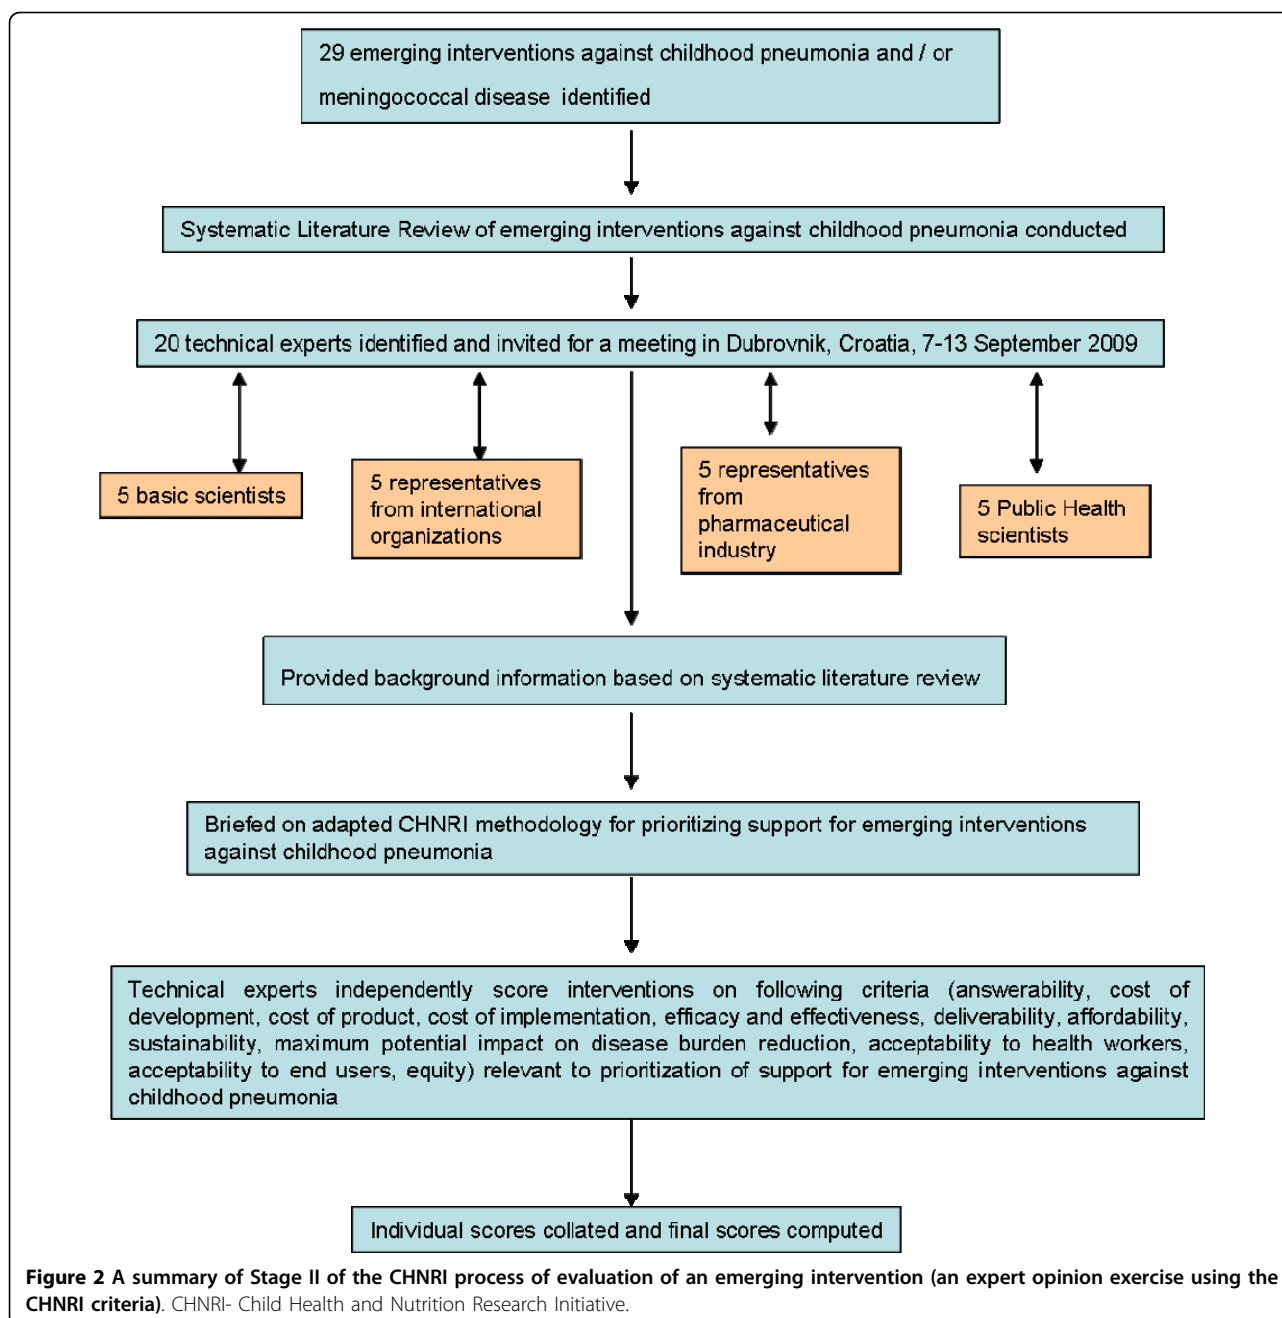 29 emerging interventions against childhood pneumonia and / or
meningococcal disease identified
Systematic Literature Review of emerging interventions against childhood pneumonia conducted
20 technical experts identified and invited for a meeting in Dubrovnik, Croatia, 7-13 September 2009
5 basic scientists
5 representatives
from international
organizations
5 representatives
from
pharmaceutical
industry
5 Public Health
scientists
Provided background information based on systematic literature review
Briefed on adapted CHNRI methodology for prioritizing support for emerging interventions
against childhood pneumonia
Technical experts independently score interventions on following criteria (answerability, cost of
development, cost of product, cost of implementation, efficacy and effectiveness, deliverability, affordability,
sustainability, maximum potential impact on disease burden reduction, acceptability to health workers,
acceptability to end users, equity) relevant to prioritization of support for emerging interventions against
childhood pneumonia
Individual scores collated and final scores computed
Figure 2 A summary of Stage II of the CHNRI process of evaluation of an emerging intervention (an expert opinion exercise using the
CHNRI criteria). CHNRI- Child Health and Nutrition Research Initiative.